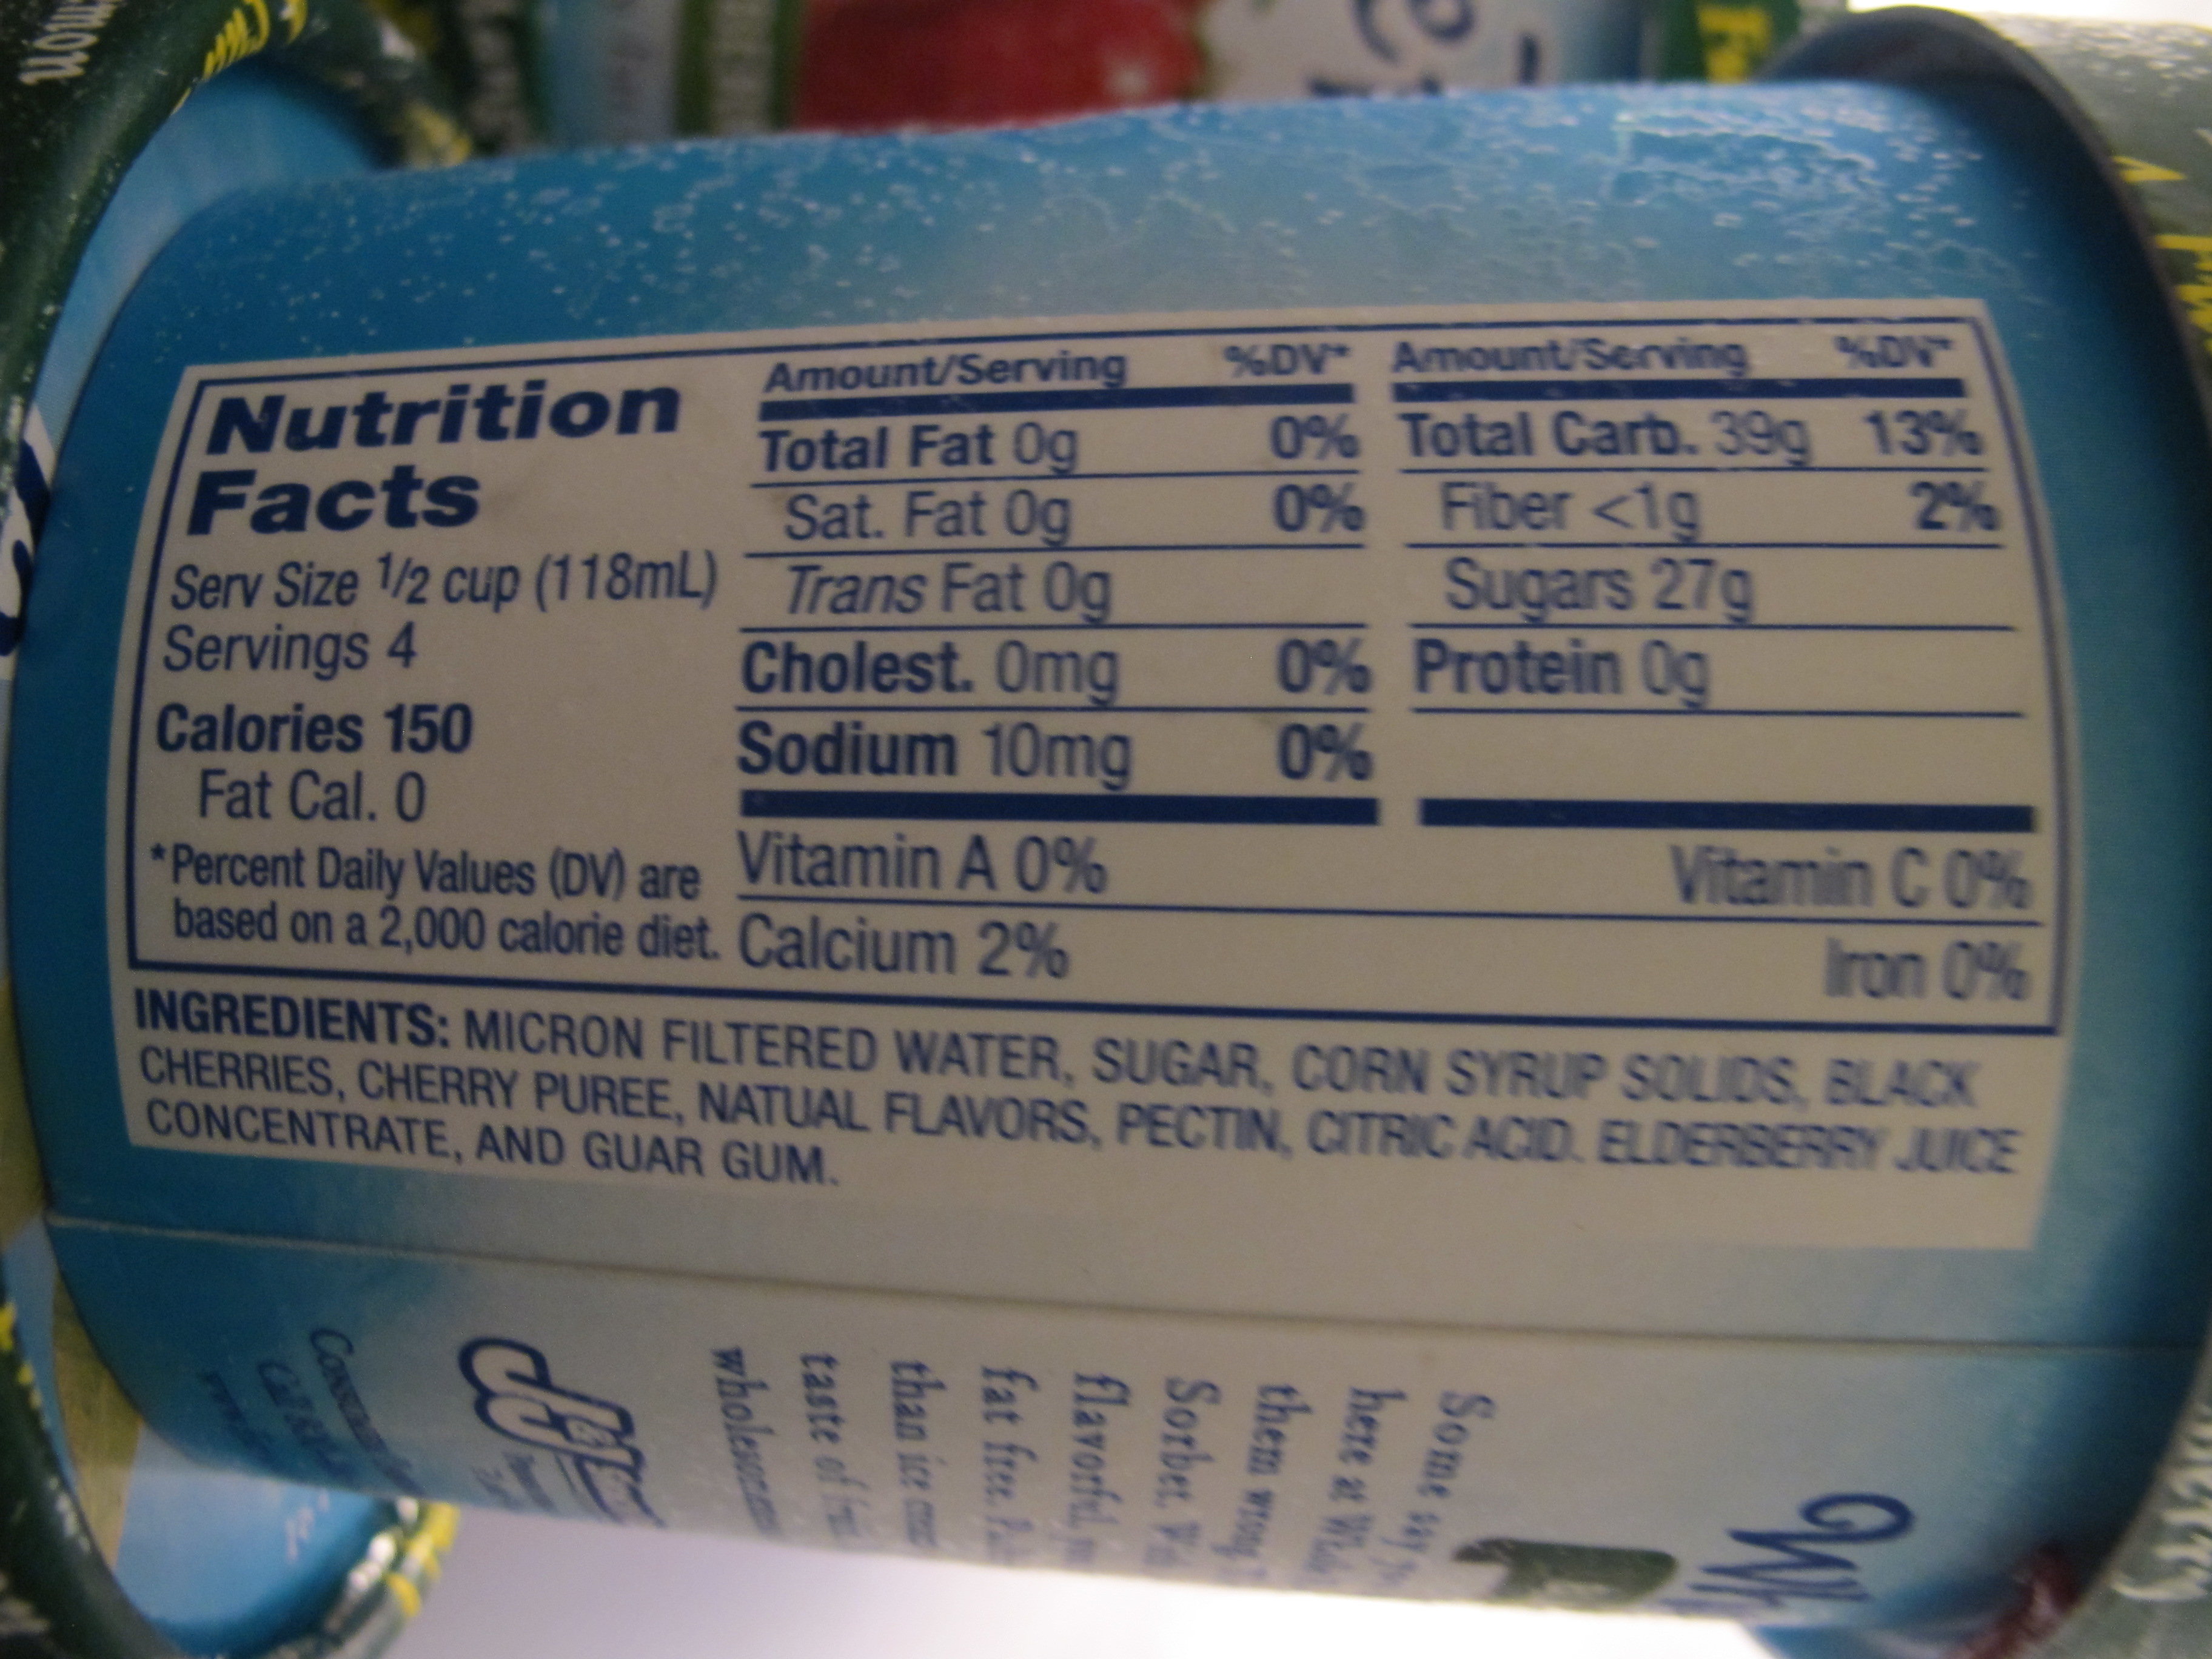 Nutrition
Facts
Serv Size 1/2 cup (118mL)
Servings 4
Calories 150
Fat Cal. 0
*Percent Daily Values (DV) are
based on a 2,000 calorie diet.
Amount/Serving %DV*
Total Fat 0g 0%
Sat. Fat 0g 0%
Trans Fat 0g
Cholest. 0mg 0%
Sodium 10mg 0%
Amount/Serving %DV*
Total Carb. 39g 13%
Fiber <1g 2%
Sugars 27g
Protein 0g
Vitamin A 0% Vitamin C 0%
Calcium 2% Iron 0%
INGREDIENTS: MICRON FILTERED WATER, SUGAR, CORN SYRUP SOLIDS, BLACK
CHERRIES, CHERRY PUREE, NATUAL FLAVORS, PECTIN, CITRIC ACID. ELDERBERRY JUICE
CONCENTRATE, AND GUAR GUM.
Some say
here at
them wrong
Sorbet.
flavorful,
fat free.
than ice
taste of